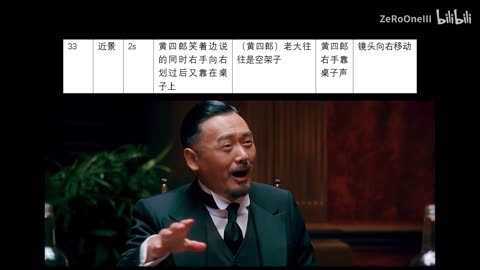 ZeRoOneIII bilibili
33 近景 2s 黄四郎笑着边说 (黄四郎)老大往 黄四郎 镜头向右移动
的同时右手向右 往是空架子 右手靠
划过后又靠在桌 桌子声
子上